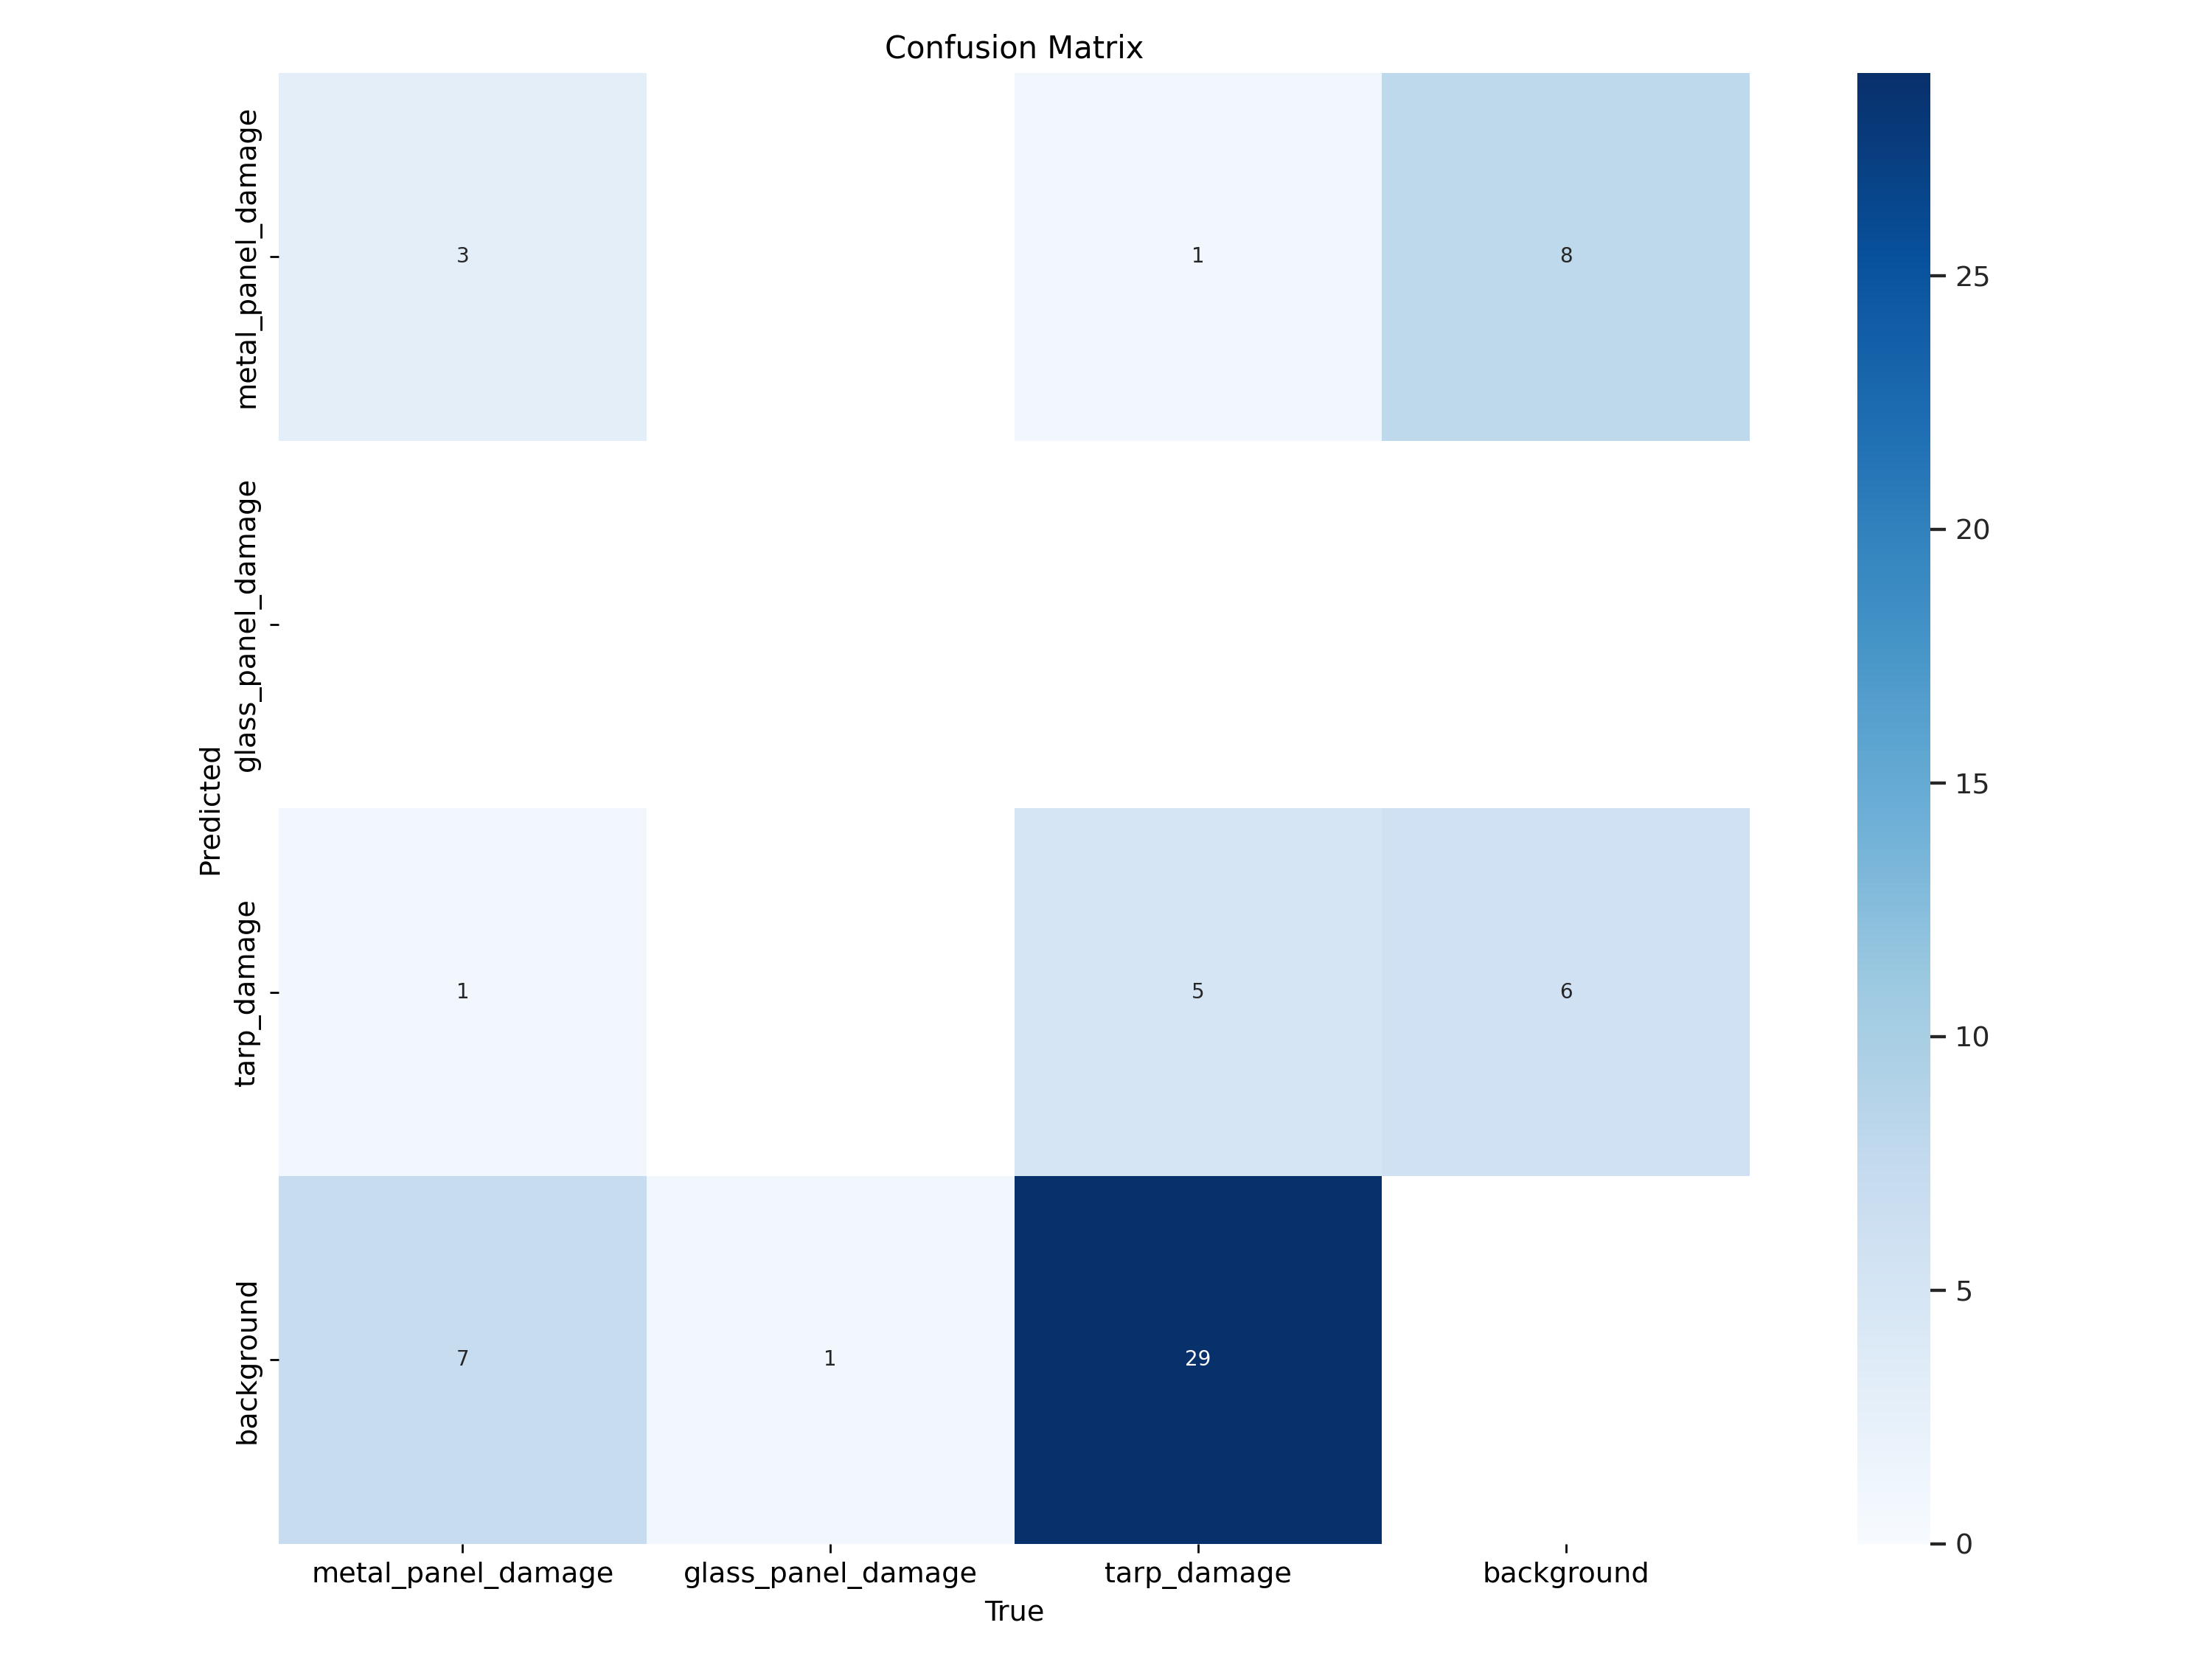 Confusion Matrix
metal_panel_damage
3
1
8
25
glass_panel_damage
20
Predicted
15
tarp_damage
1
5
6
10
background
7
1
29
5
0
metal_panel_damage
glass_panel_damage
tarp_damage
background
True